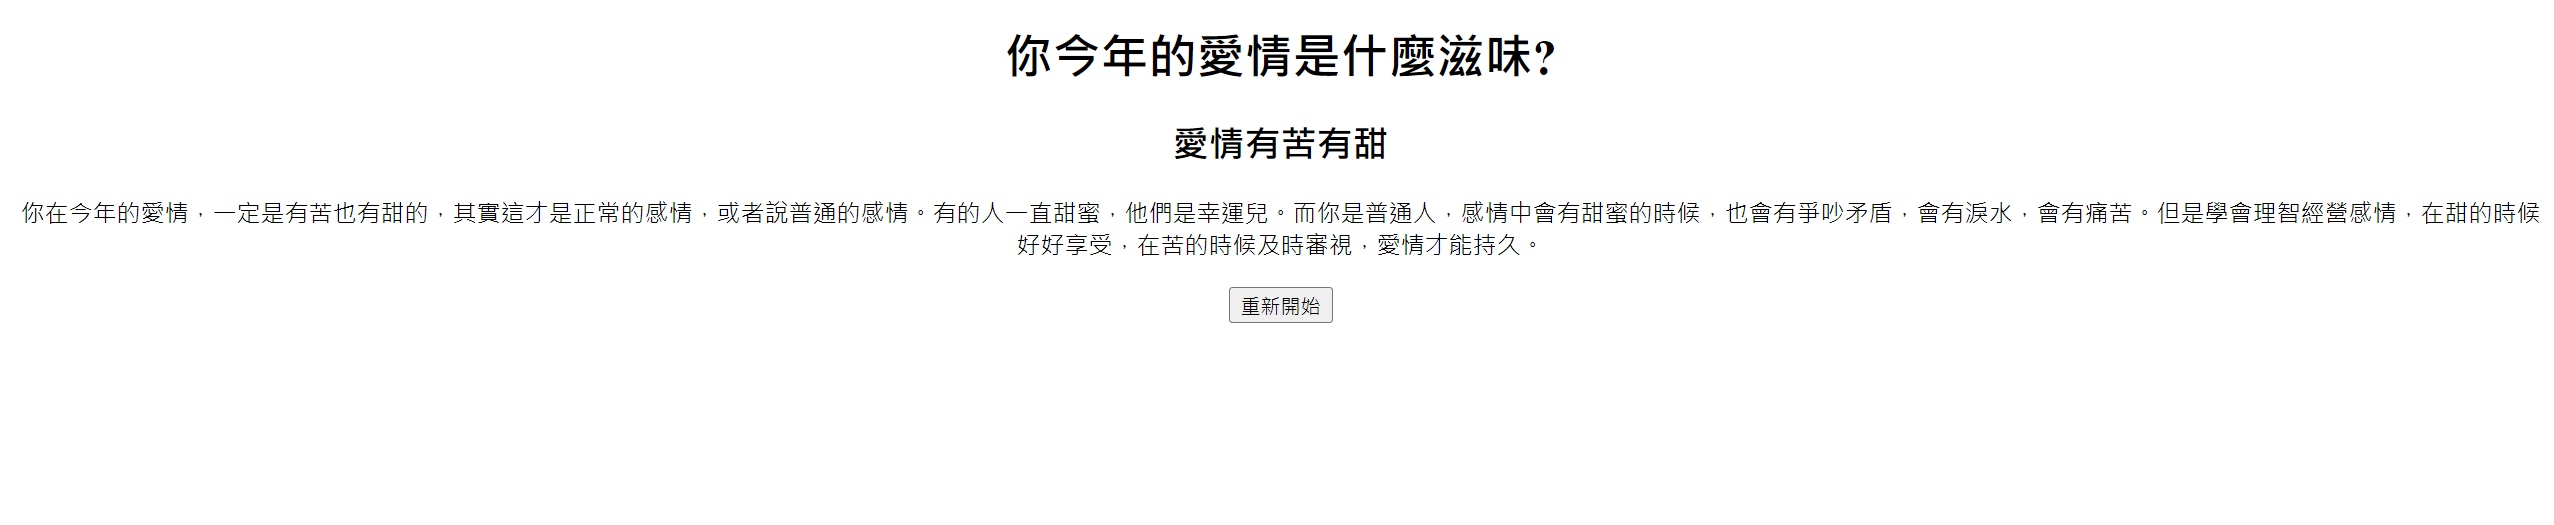 你今年的愛情是什麼滋味?
愛情有苦有甜
你在今年的愛情，一定是有苦也有甜的，其實這才是正常的感情，或者說普通的感情。有的人一直甜蜜，他們是幸運兒。而你是普通人，感情中會有甜蜜的時候，也會有爭吵矛盾，會有淚水，會有痛苦。但是學會理智經營感情，在甜的時候
好好享受，在苦的時候及時審視，愛情才能持久。
重新開始